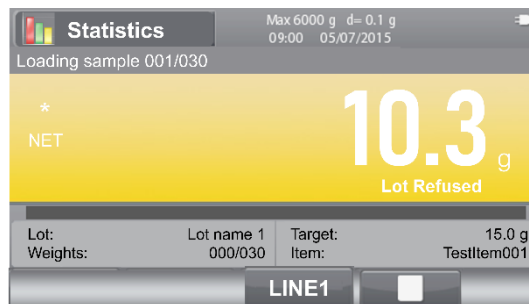 Statistics
Max 6000 g d= 0.1 g
09:00 05/07/2015
Loading sample 001/030
*
NET
10.3 g
Lot Refused
Lot: Lot name 1 Target: 15.0 g
Weights: 000/030 Item: TestItem001
LINE1